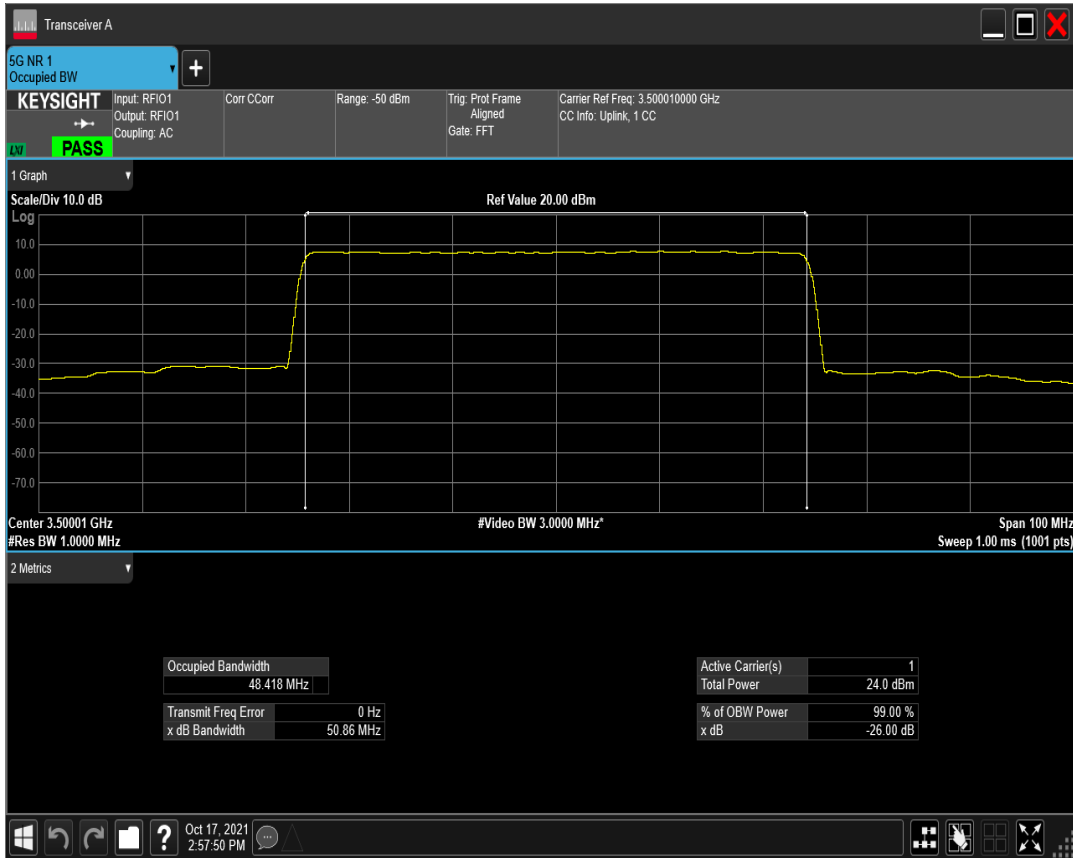 Transceiver A
5G NR 1
Occupied BW
+
KEYSIGHT
LXI
PASS
Input: RFIO1
Output: RFIO1
Coupling: AC
Corr CCorr
Range: -50 dBm
Trig: Prot Frame
Aligned
Gate: FFT
Carrier Ref Freq: 3.500010000 GHz
CC Info: Uplink, 1 CC
1 Graph
Scale/Div 10.0 dB
Ref Value 20.00 dBm
Log
10.0
0.00
-10.0
-20.0
-30.0
-40.0
-50.0
-60.0
-70.0
Center 3.50001 GHz
#Video BW 3.0000 MHz*
Span 100 MHz
#Res BW 1.0000 MHz
Sweep 1.00 ms (1001 pts)
2 Metrics
Occupied Bandwidth
48.418 MHz
Transmit Freq Error 0 Hz
x dB Bandwidth 50.86 MHz
Active Carrier(s) 1
Total Power 24.0 dBm
% of OBW Power 99.00 %
x dB -26.00 dB
?
Oct 17, 2021
2:57:50 PM